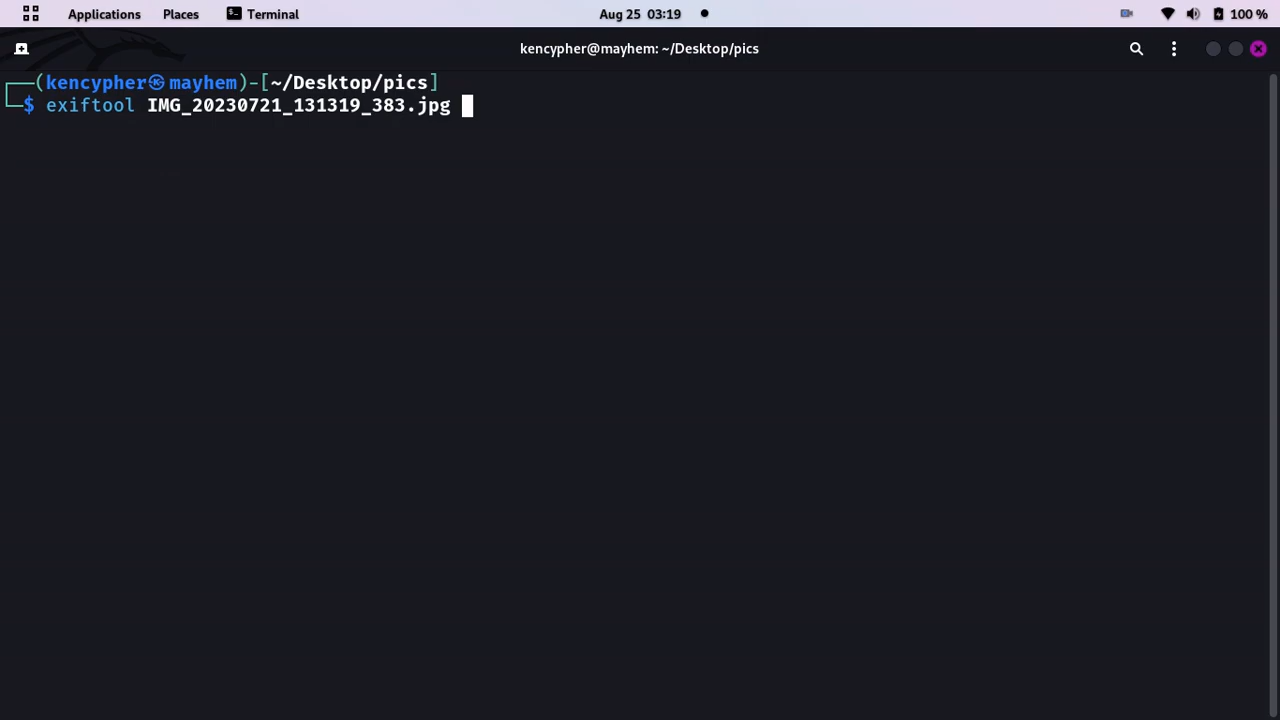 Applications Places Terminal Aug 25 03:19 100 %
kencypher@mayhem: ~/Desktop/pics
┌──(kencypher㉿mayhem)-[~/Desktop/pics]
└─$ exiftool IMG_20230721_131319_383.jpg